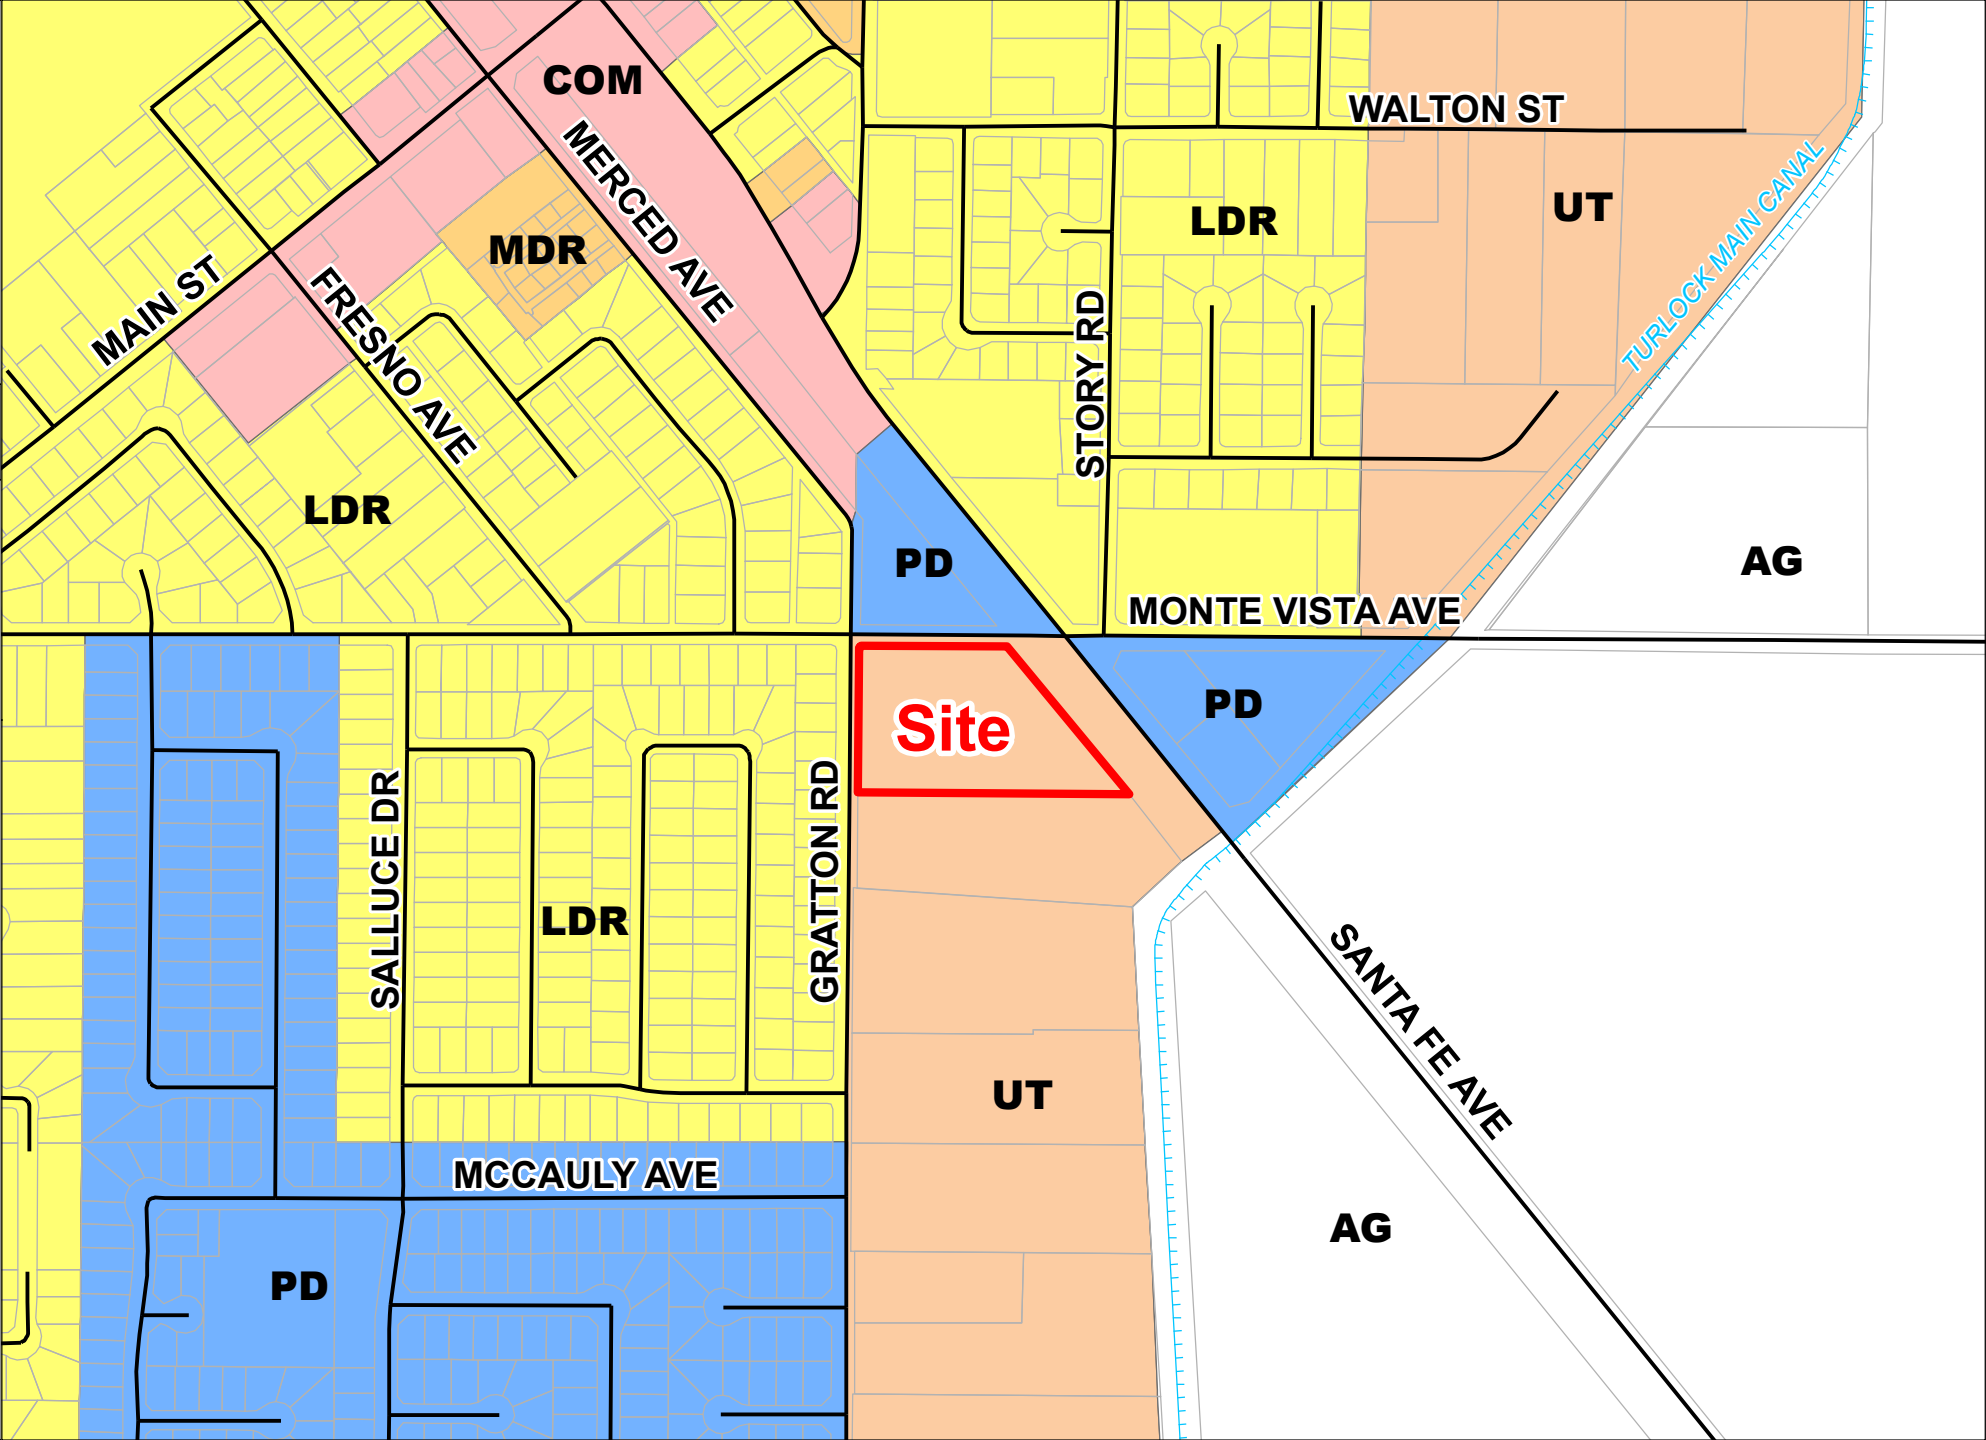 COM
WALTON ST
MERCED AVE
TURLOCK MAIN CANAL
UT
LDR
MDR
MAIN ST
FRESNO AVE
STORY RD
LDR
PD
AG
MONTE VISTA AVE
PD
Site
SALLUCE DR
GRATTON RD
LDR
SANTA FE AVE
UT
MCCAULY AVE
AG
PD